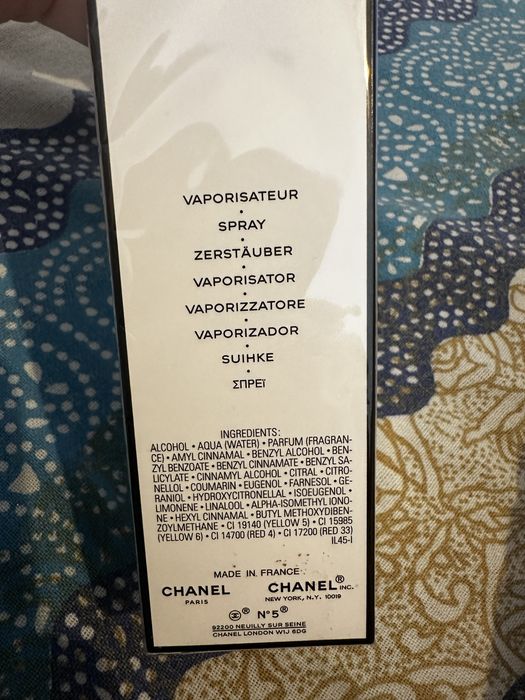 VAPORISATEUR
•
SPRAY
•
ZERSTÄUBER
•
VAPORISATOR
•
VAPORIZZATORE
•
VAPORIZADOR
•
SUIHKE
•
ΣΠΡΕΪ
INGREDIENTS:
ALCOHOL • AQUA (WATER) • PARFUM (FRAGRAN-
CE) • AMYL CINNAMAL • BENZYL ALCOHOL • BEN-
ZYL BENZOATE • BENZYL CINNAMATE • BENZYL SA-
LICYLATE • CINNAMYL ALCOHOL • CITRAL • CITRO-
NELLOL • COUMARIN • EUGENOL • FARNESOL • GE-
RANIOL • HYDROXYCITRONELLAL • ISOEUGENOL •
LIMONENE • LINALOOL • ALPHA-ISOMETHYL IONO-
NE • HEXYL CINNAMAL • BUTYL METHOXYDIBEN-
ZOYLMETHANE • CI 19140 (YELLOW 5) • CI 15985
(YELLOW 6) • CI 14700 (RED 4) • CI 17200 (RED 33)
IL45-I
MADE IN FRANCE
CHANEL CHANEL® INC.
PARIS NEW YORK, N.Y. 10019
® N°5®
92200 NEUILLY SUR SEINE
CHANEL LONDON W1J 6DG